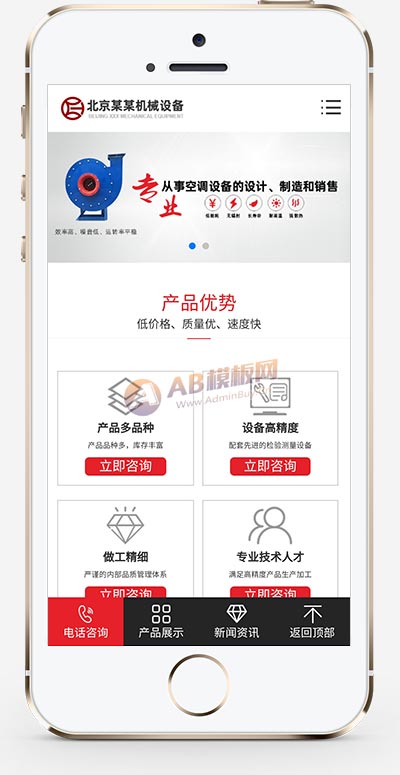 北京某某机械设备
BEIJING XXX MECHANICAL EQUIPMENT
专业
从事空调设备的设计、制造和销售
低能耗 无辐射 长寿命 耐高温 强散热
效率高、噪音低、运转率平稳
产品优势
低价格、质量优、速度快
AB模板网
Www.AdminBuy
产品多品种 设备高精度
产品品种多，库存丰富 配套先进的检验测量设备
立即咨询 立即咨询
做工精细 专业技术人才
严谨的内部品质管理体系 满足高精度产品生产加工
立即咨询 立即咨询
电话咨询 产品展示 新闻资讯 返回顶部